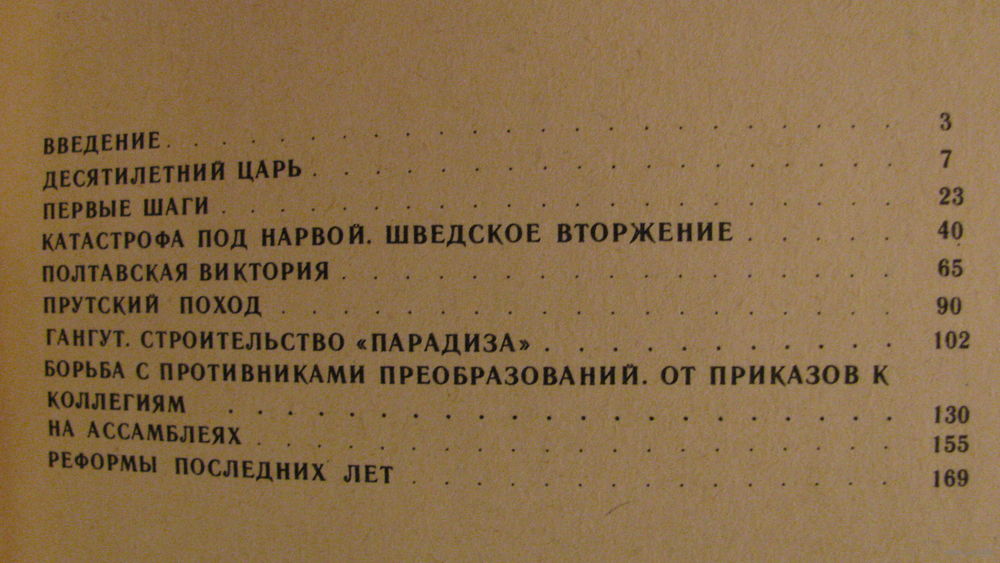 ВВЕДЕНИЕ . . . . . . . . . . . . . . . . . . . . . . . . 3
ДЕСЯТИЛЕТНИЙ ЦАРЬ . . . . . . . . . . . . . . . . . . . 7
ПЕРВЫЕ ШАГИ . . . . . . . . . . . . . . . . . . . . . . 23
КАТАСТРОФА ПОД НАРВОЙ. ШВЕДСКОЕ ВТОРЖЕНИЕ . . . . . 40
ПОЛТАВСКАЯ ВИКТОРИЯ . . . . . . . . . . . . . . . . . . 65
ПРУТСКИЙ ПОХОД . . . . . . . . . . . . . . . . . . . . 90
ГАНГУТ. СТРОИТЕЛЬСТВО «ПАРАДИЗА» . . . . . . . . . . . 102
БОРЬБА С ПРОТИВНИКАМИ ПРЕОБРАЗОВАНИЙ. ОТ ПРИКАЗОВ К
КОЛЛЕГИЯМ . . . . . . . . . . . . . . . . . . . . . . . 130
НА АССАМБЛЕЯХ . . . . . . . . . . . . . . . . . . . . . 155
РЕФОРМЫ ПОСЛЕДНИХ ЛЕТ . . . . . . . . . . . . . . . . . 169